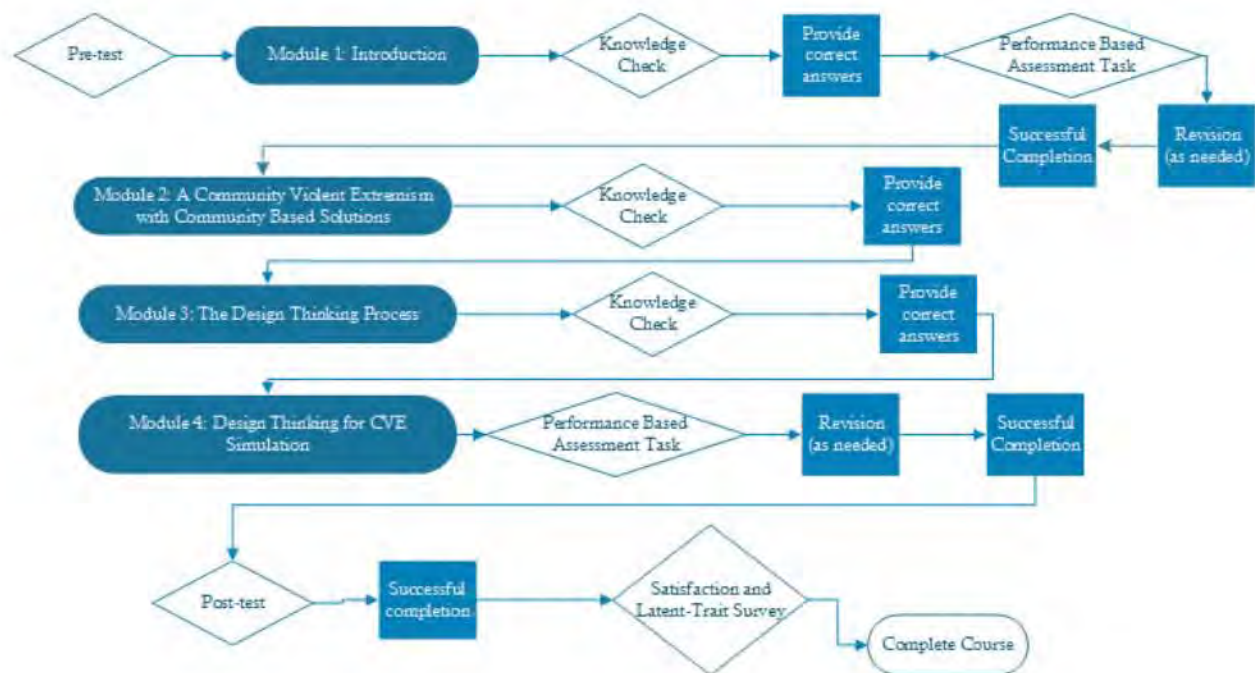 Pre-test
Module 1: Introduction
Knowledge
Check
Provide
correct
answers
Performance Based
Assessment Task
Revision
(as needed)
Successful
Completion
Module 2: A Community Violent Extremism
with Community Based Solutions
Knowledge
Check
Provide
correct
answers
Module 3: The Design Thinking Process
Knowledge
Check
Provide
correct
answers
Module 4: Design Thinking for CVE
Simulation
Performance Based
Assessment Task
Revision
(as needed)
Successful
Completion
Post-test
Successful
completion
Satisfaction and
Latent-Trait Survey
Complete Course